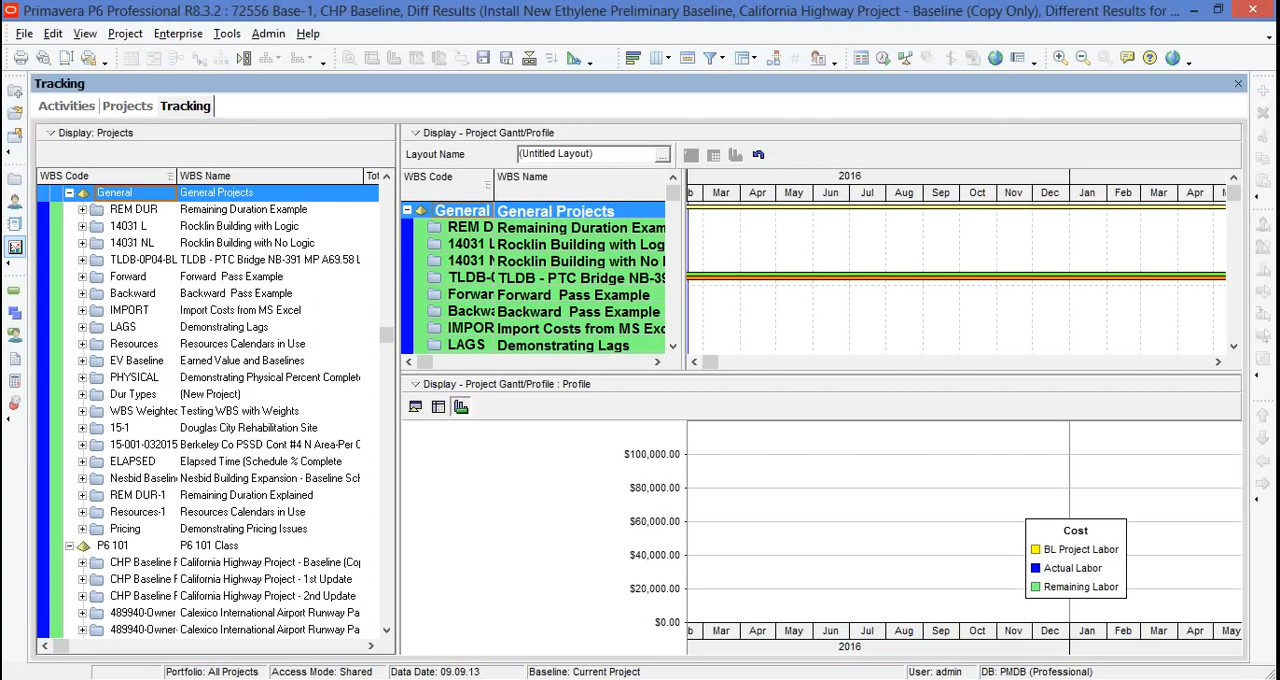 Primavera P6 Professional R8.3.2 : 72556 Base-1, CHP Baseline, Diff Results (Install New Ethylene Preliminary Baseline, California Highway Project - Baseline (Copy Only), Different Results for ...
File Edit View Project Enterprise Tools Admin Help
Tracking
Activities Projects Tracking
Display: Projects
WBS Code WBS Name Tot
General General Projects
REM DUR Remaining Duration Example
14031 L Rocklin Building with Logic
14031 NL Rocklin Building with No Logic
TLDB-0P04-BL TLDB - PTC Bridge NB-391 MP A69.58 L
Forward Forward Pass Example
Backward Backward Pass Example
IMPORT Import Costs from MS Excel
LAGS Demonstrating Lags
Resources Resources Calendars in Use
EV Baseline Earned Value and Baselines
PHYSICAL Demonstrating Physical Percent Complete
Dur Types (New Project)
WBS Weighted Testing WBS with Weights
15-1 Douglas City Rehabilitation Site
15-001-032015 Berkeley Co PSSD Cont #4 N Area-Per C
ELAPSED Elapsed Time (Schedule % Complete
Nesbid Baseline Nesbid Building Expansion - Baseline Sch
REM DUR-1 Remaining Duration Explained
Resources-1 Resources Calendars in Use
Pricing Demonstrating Pricing Issues
P6 101 P6 101 Class
CHP Baseline F California Highway Project - Baseline (Cop
CHP Baseline F California Highway Project - 1st Update
CHP Baseline F California Highway Project - 2nd Update
489940-Owner Calexico International Airport Runway Pa
489940-Owner Calexico International Airport Runway Pa
Display - Project Gantt/Profile
Layout Name (Untitled Layout) ...
WBS Code WBS Name
General General Projects
REM D Remaining Duration Exam
14031 L Rocklin Building with Log
14031 N Rocklin Building with No
TLDB-0 TLDB - PTC Bridge NB-39
Forwar Forward Pass Example
Backwa Backward Pass Example
IMPOR Import Costs from MS Exc
LAGS Demonstrating Lags
2016
b Mar Apr May Jun Jul Aug Sep Oct Nov Dec Jan Feb Mar Apr M
Display - Project Gantt/Profile : Profile
$100,000.00
$80,000.00
$60,000.00
$40,000.00
$20,000.00
$0.00
Cost
BL Project Labor
Actual Labor
Remaining Labor
b Mar Apr May Jun Jul Aug Sep Oct Nov Dec Jan Feb Mar Apr May
2016
Portfolio: All Projects Access Mode: Shared Data Date: 09.09.13 Baseline: Current Project User: admin DB: PMDB (Professional)